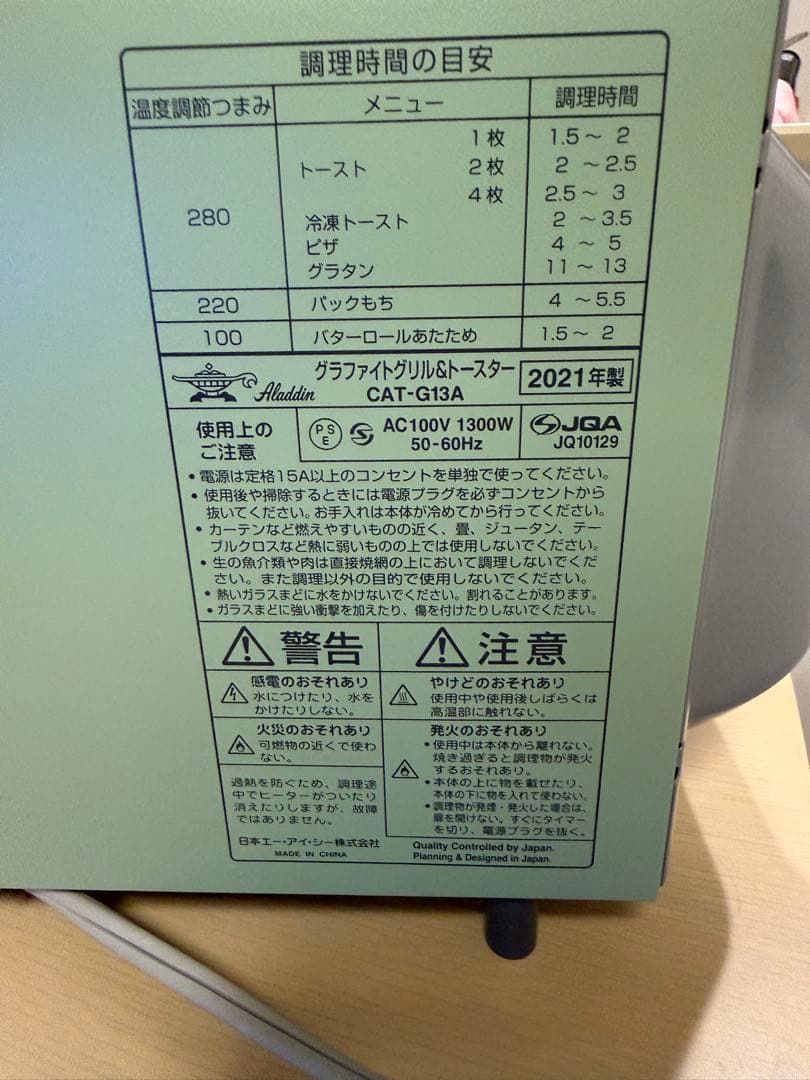 調理時間の目安
温度調節つまみ メニュー 調理時間
1枚 1.5～ 2
トースト 2枚 2 ～2.5
4枚 2.5～ 3
280 冷凍トースト 2 ～3.5
ピザ 4 ～ 5
グラタン 11～ 13
220 パックもち 4 ～5.5
100 バターロールあたため 1.5～ 2
Aladdin グラファイトグリル&トースター
CAT-G13A 2021年製
使用上の
ご注意
PS
E
AC100V 1300W
50-60Hz
JQA
JQ10129
・電源は定格15A以上のコンセントを単独で使ってください。
・使用後や掃除するときには電源プラグを必ずコンセントから
抜いてください。お手入れは本体が冷めてから行ってください。
・カーテンなど燃えやすいものの近く、畳、ジュータン、テー
ブルクロスなど熱に弱いものの上では使用しないでください。
・生の魚介類や肉は直接焼網の上において調理しないでくだ
さい。また調理以外の目的で使用しないでください。
・熱いガラスまどに水をかけないでください。割れることがあります。
・ガラスまどに強い衝撃を加えたり、傷を付けたりしないでください。
警告
感電のおそれあり
水につけたり、水を
かけたりしない。
火災のおそれあり
可燃物の近くで使わ
ない。
過熱を防ぐため、調理途
中でヒーターがついたり
消えたりしますが、故障
ではありません。
日本エー・アイ・シー株式会社
MADE IN CHINA
注意
やけどのおそれあり
使用中や使用後しばらくは
高温部に触れない。
発火のおそれあり
・使用中は本体から離れない。
焼き過ぎると調理物が発火
するおそれあり。
・本体の上に物を載せたり、
本体の下に物を入れて使わない。
・調理物が発煙・発火した場合は、
扉を開けない。すぐにタイマー
を切り、電源プラグを抜く。
Quality Controlled by Japan.
Planning & Designed in Japan.